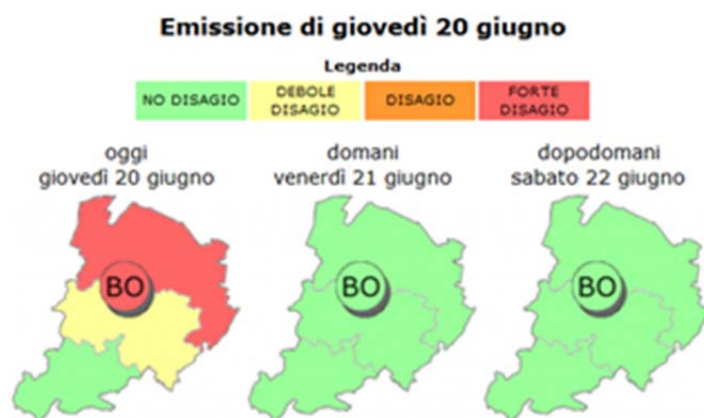 Emissione di giovedì 20 giugno
Legenda
NO DISAGIO
DEBOLE
DISAGIO
DISAGIO
FORTE
DISAGIO
oggi
giovedì 20 giugno
domani
venerdì 21 giugno
dopodomani
sabato 22 giugno
BO
BO
BO